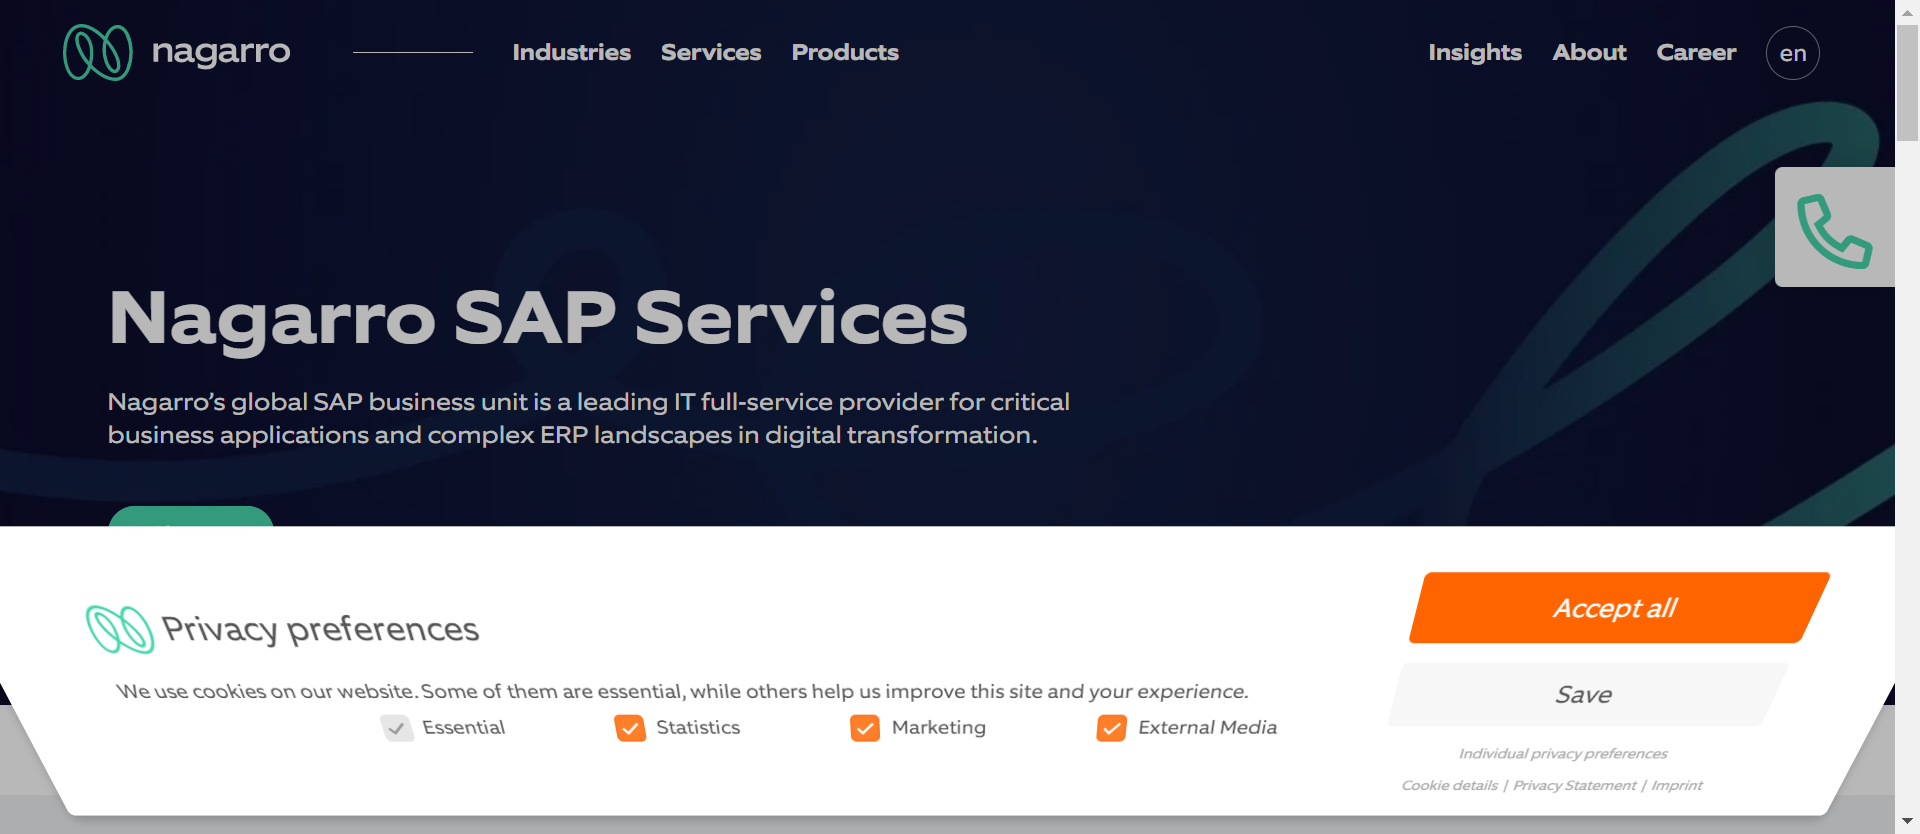 nagarro
Industries Services Products
Insights About Career en
Nagarro SAP Services
Nagarro’s global SAP business unit is a leading IT full-service provider for critical
business applications and complex ERP landscapes in digital transformation.
Privacy preferences
We use cookies on our website. Some of them are essential, while others help us improve this site and your experience.
Essential Statistics Marketing External Media
Accept all
Save
Individual privacy preferences
Cookie details | Privacy Statement | Imprint